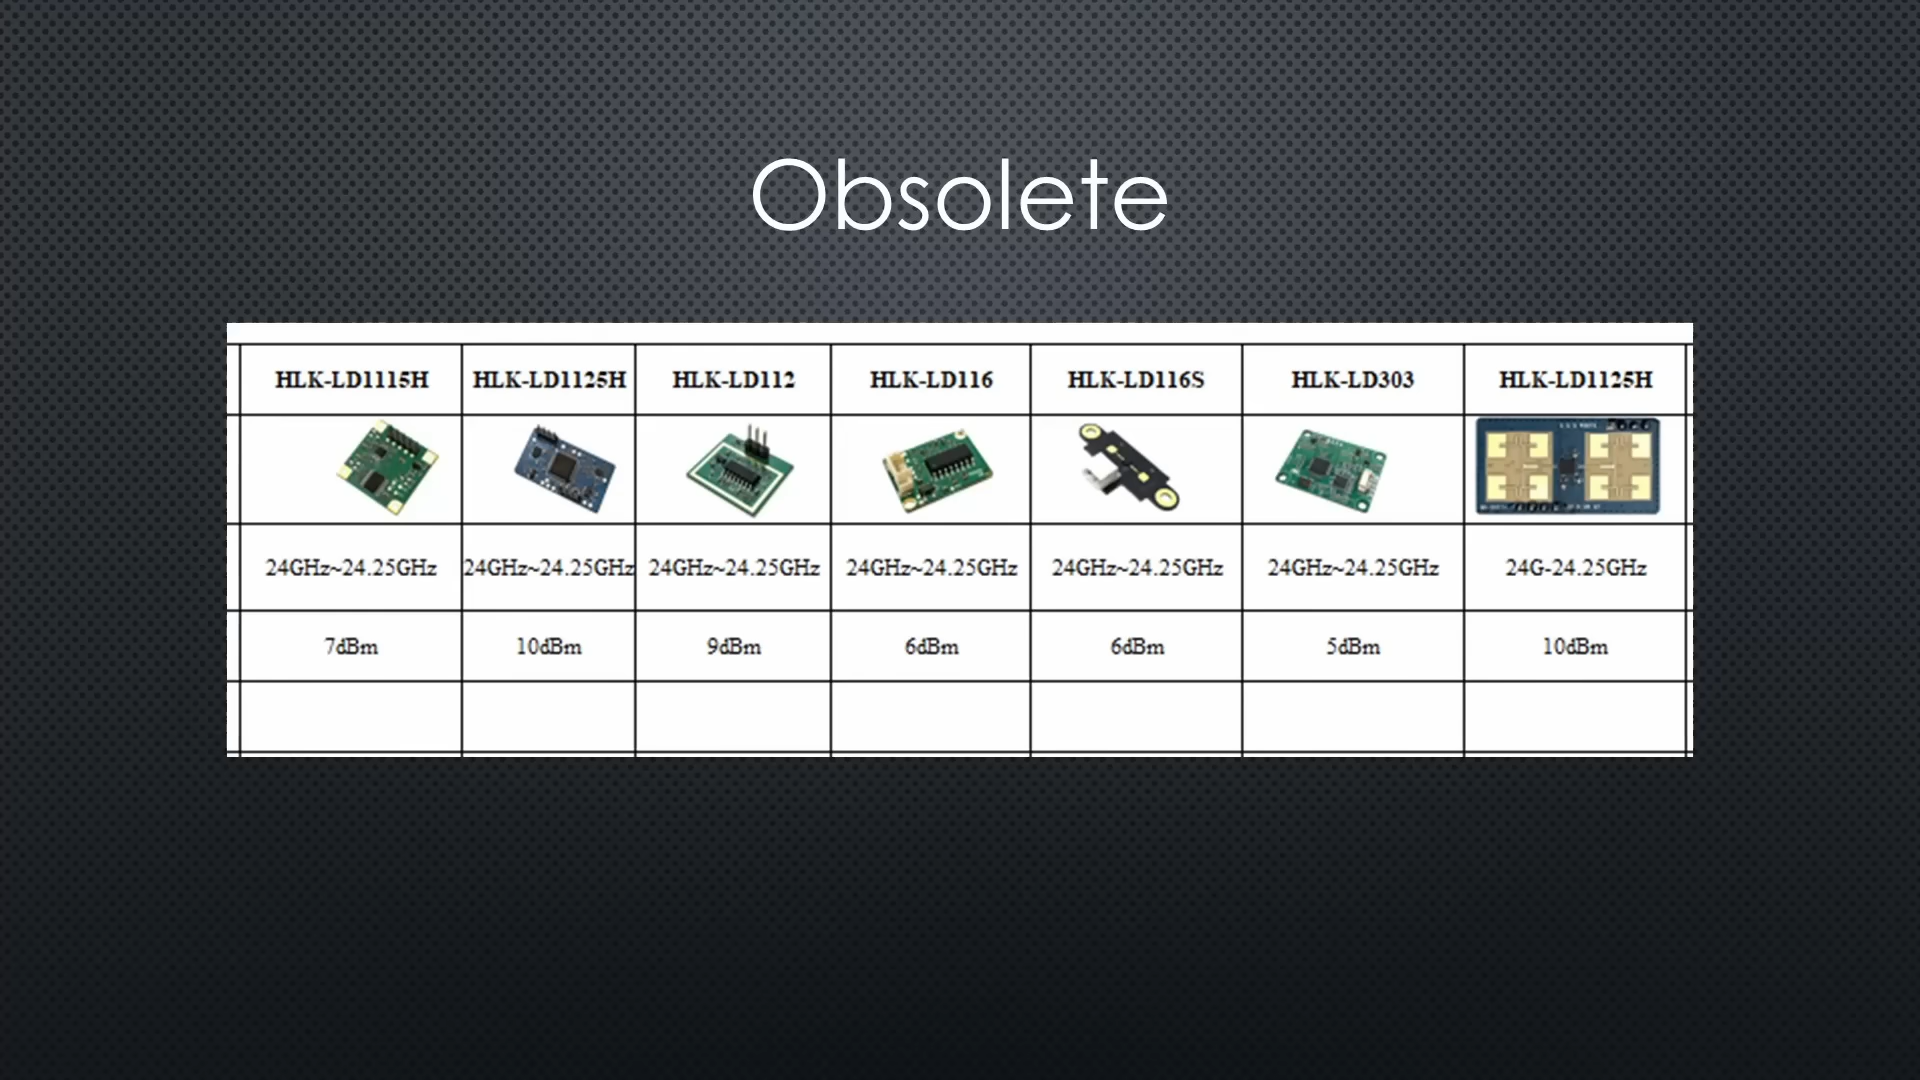 Obsolete
HLK-LD1115H HLK-LD1125H HLK-LD112 HLK-LD116 HLK-LD116S HLK-LD303 HLK-LD1125H
24GHz~24.25GHz 24GHz~24.25GHz 24GHz~24.25GHz 24GHz~24.25GHz 24GHz~24.25GHz 24GHz~24.25GHz 24G-24.25GHz
7dBm 10dBm 9dBm 6dBm 6dBm 5dBm 10dBm